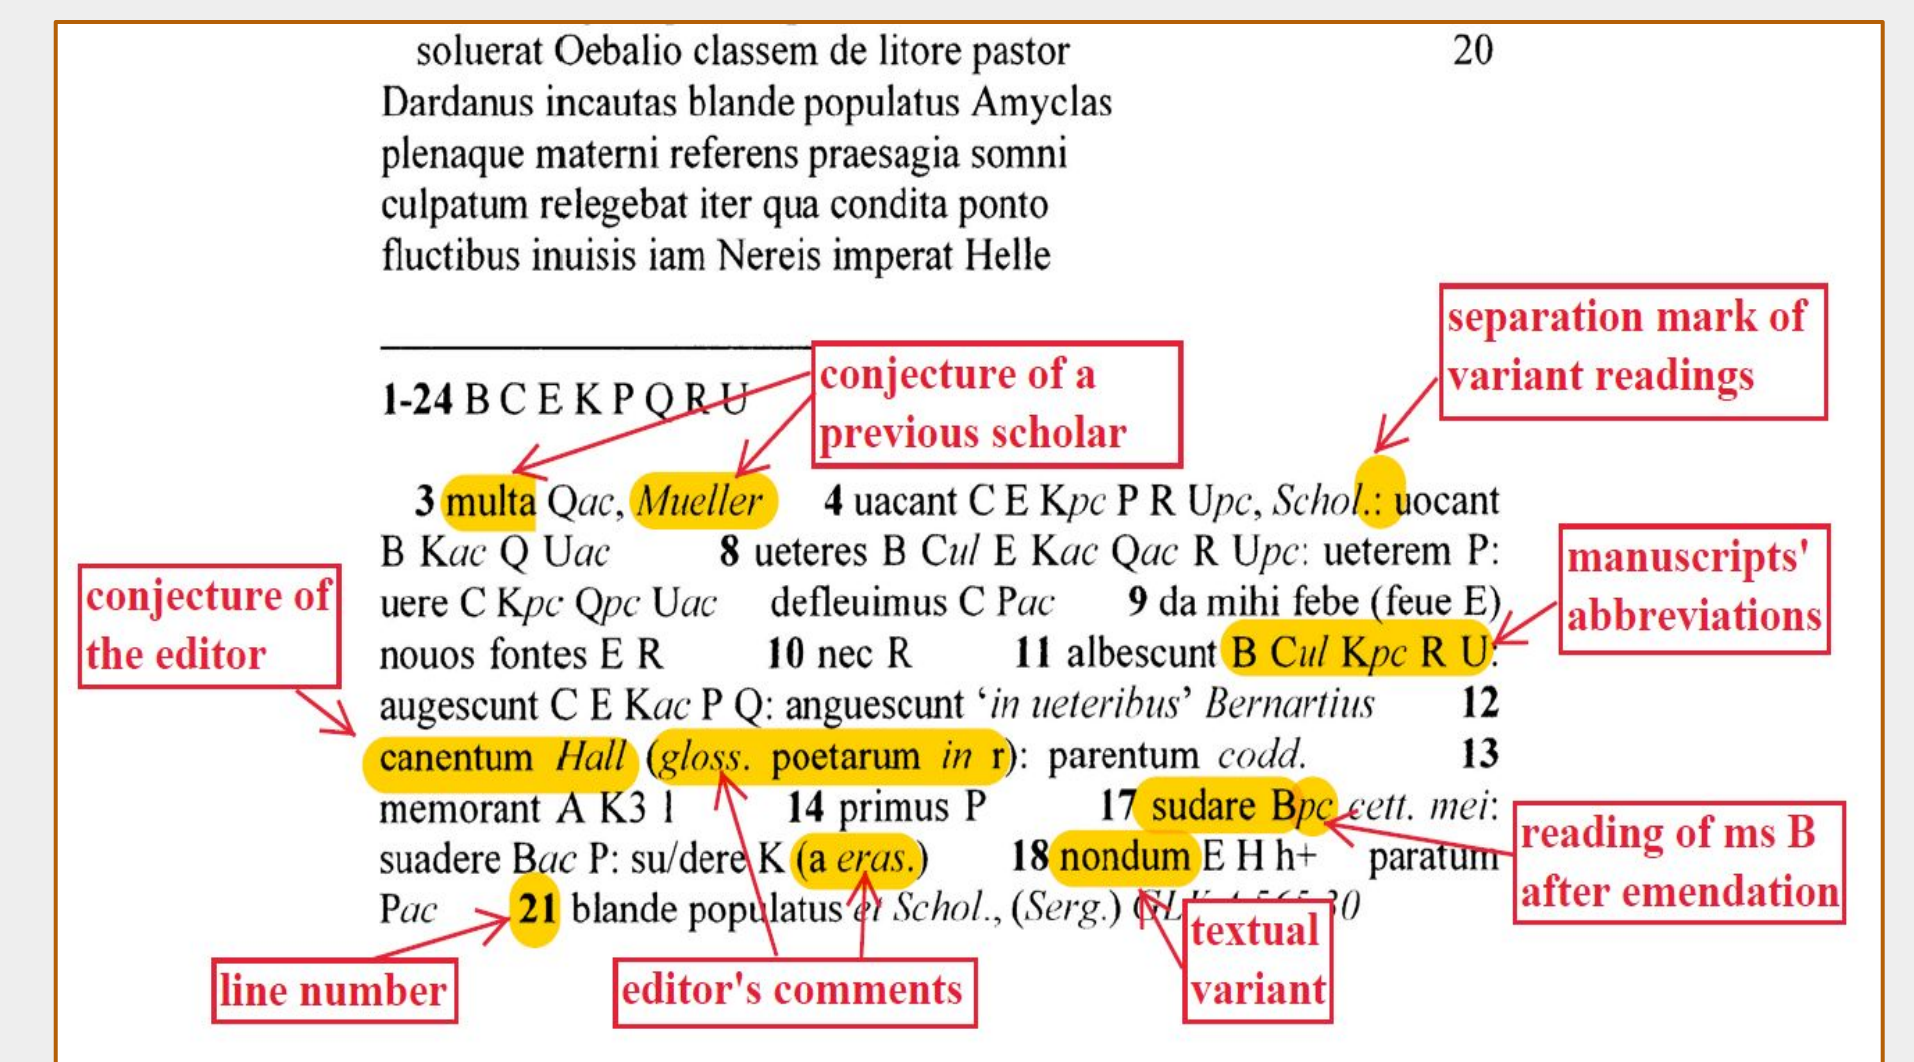 soluerat Oebalio classem de litore pastor 20
Dardanus incautas blande populatus Amyclas
plenaque materni referens praesagia somni
culpatum relegebat iter qua condita ponto
fluctibus inuisis iam Nereis imperat Helle
separation mark of
variant readings
conjecture of a
previous scholar
1-24 B C E K P Q R U
3 multa Qac, Mueller 4 uacant C E Kpc P R Upc, Schol.: uocant
B Kac Q Uac 8 ueteres B Cul E Kac Qac R Upc: ueterem P:
manuscripts'
abbreviations
conjecture of
the editor
uere C Kpc Qpc Uac defleuimus C Pac 9 da mihi febe (feue E)
nouos fontes E R 10 nec R 11 albescunt B Cul Kpc R U:
augescunt C E Kac P Q: anguescunt ‘in ueteribus’ Bernartius 12
canentum Hall (gloss. poetarum in r): parentum codd. 13
memorant A K3 l 14 primus P 17 sudare Bpc cett. mei:
suadere Bac P: su/dere K (a eras.) 18 nondum E H h+ paratum
Pac 21 blande populatus et Schol., (Serg.)
reading of ms B
after emendation
textual
variant
line number
editor's comments